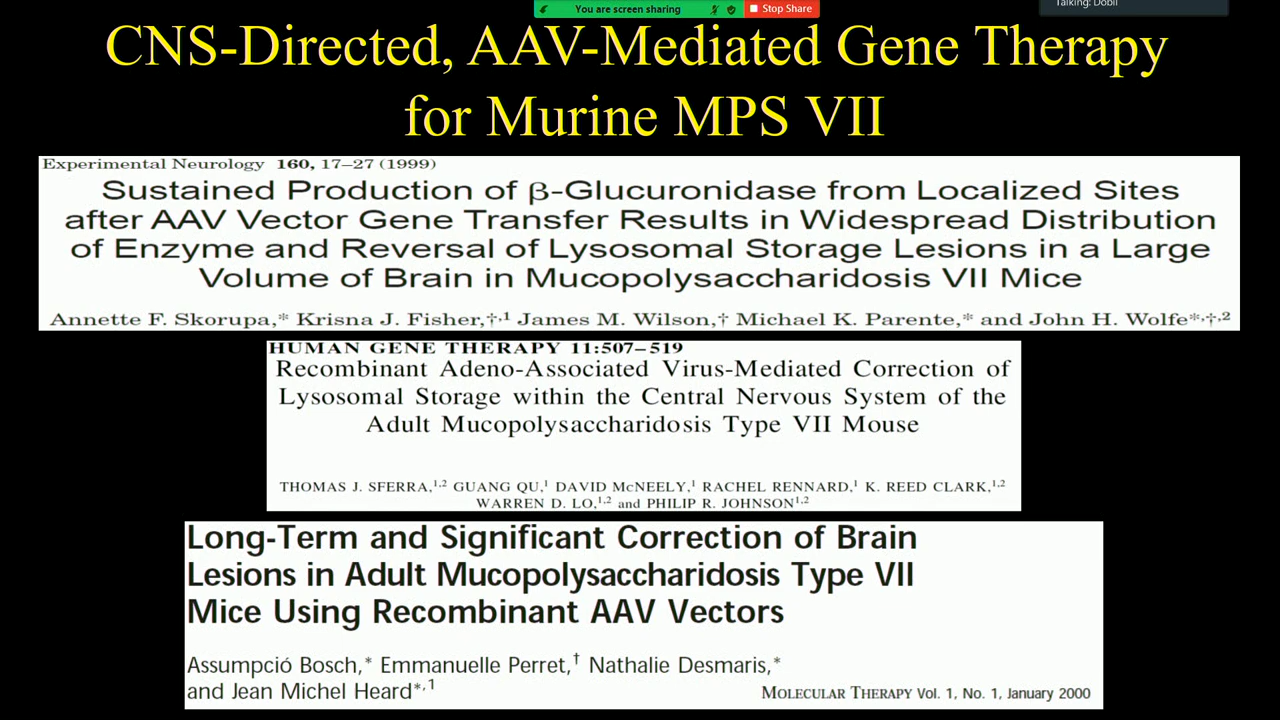 You are screen sharing
Stop Share
Talking: Dobil
CNS-Directed, AAV-Mediated Gene Therapy
for Murine MPS VII
Experimental Neurology 160, 17–27 (1999)
Sustained Production of β-Glucuronidase from Localized Sites
after AAV Vector Gene Transfer Results in Widespread Distribution
of Enzyme and Reversal of Lysosomal Storage Lesions in a Large
Volume of Brain in Mucopolysaccharidosis VII Mice
Annette F. Skorupa,* Krisna J. Fisher,†,1 James M. Wilson,† Michael K. Parente,* and John H. Wolfe*,†,2
HUMAN GENE THERAPY 11:507–519
Recombinant Adeno-Associated Virus-Mediated Correction of
Lysosomal Storage within the Central Nervous System of the
Adult Mucopolysaccharidosis Type VII Mouse
THOMAS J. SFERRA,1,2 GUANG QU,1 DAVID McNEELY,1 RACHEL RENNARD,1 K. REED CLARK,1,2
WARREN D. LO,1,2 and PHILIP R. JOHNSON1,2
Long-Term and Significant Correction of Brain
Lesions in Adult Mucopolysaccharidosis Type VII
Mice Using Recombinant AAV Vectors
Assumpció Bosch,* Emmanuelle Perret,† Nathalie Desmaris,*
and Jean Michel Heard*,1
MOLECULAR THERAPY Vol. 1, No. 1, January 2000